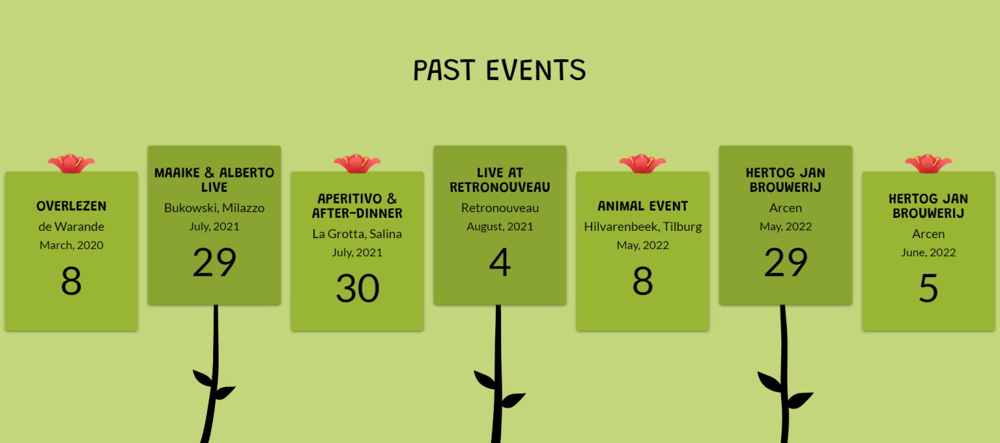 PAST EVENTS
OVERLEZEN
de Warande
March, 2020
8
MAAIKE & ALBERTO
LIVE
Bukowski, Milazzo
July, 2021
29
APERITIVO &
AFTER-DINNER
La Grotta, Salina
July, 2021
30
LIVE AT
RETRONOUVEAU
Retronouveau
August, 2021
4
ANIMAL EVENT
Hilvarenbeek, Tilburg
May, 2022
8
HERTOG JAN
BROUWERIJ
Arcen
May, 2022
29
HERTOG JAN
BROUWERIJ
Arcen
June, 2022
5